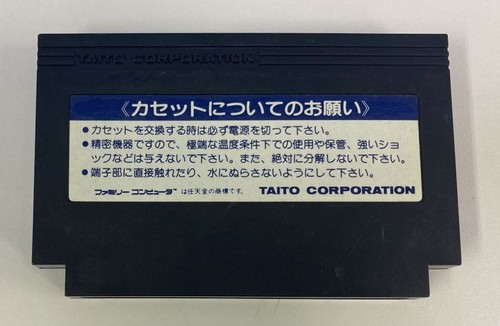 TAITO CORPORATION
《カセットについてのお願い》
●カセットを交換する時は必ず電源を切って下さい。
●精密機器ですので、極端な温度条件下での使用や保管、強いショ
ックなどは与えないで下さい。また、絶対に分解しないで下さい。
●端子部に直接触れたり、水にぬらさないようにして下さい。
ファミリーコンピュータ™は任天堂の商標です。 TAITO CORPORATION